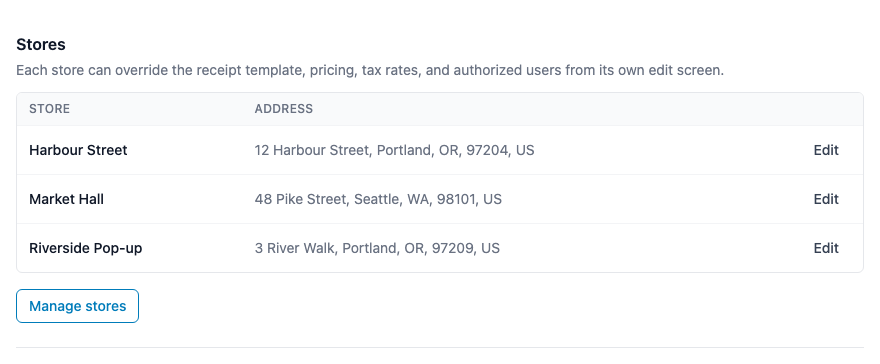 Stores
Each store can override the receipt template, pricing, tax rates, and authorized users from its own edit screen.
STORE ADDRESS
Harbour Street 12 Harbour Street, Portland, OR, 97204, US Edit
Market Hall 48 Pike Street, Seattle, WA, 98101, US Edit
Riverside Pop-up 3 River Walk, Portland, OR, 97209, US Edit
Manage stores